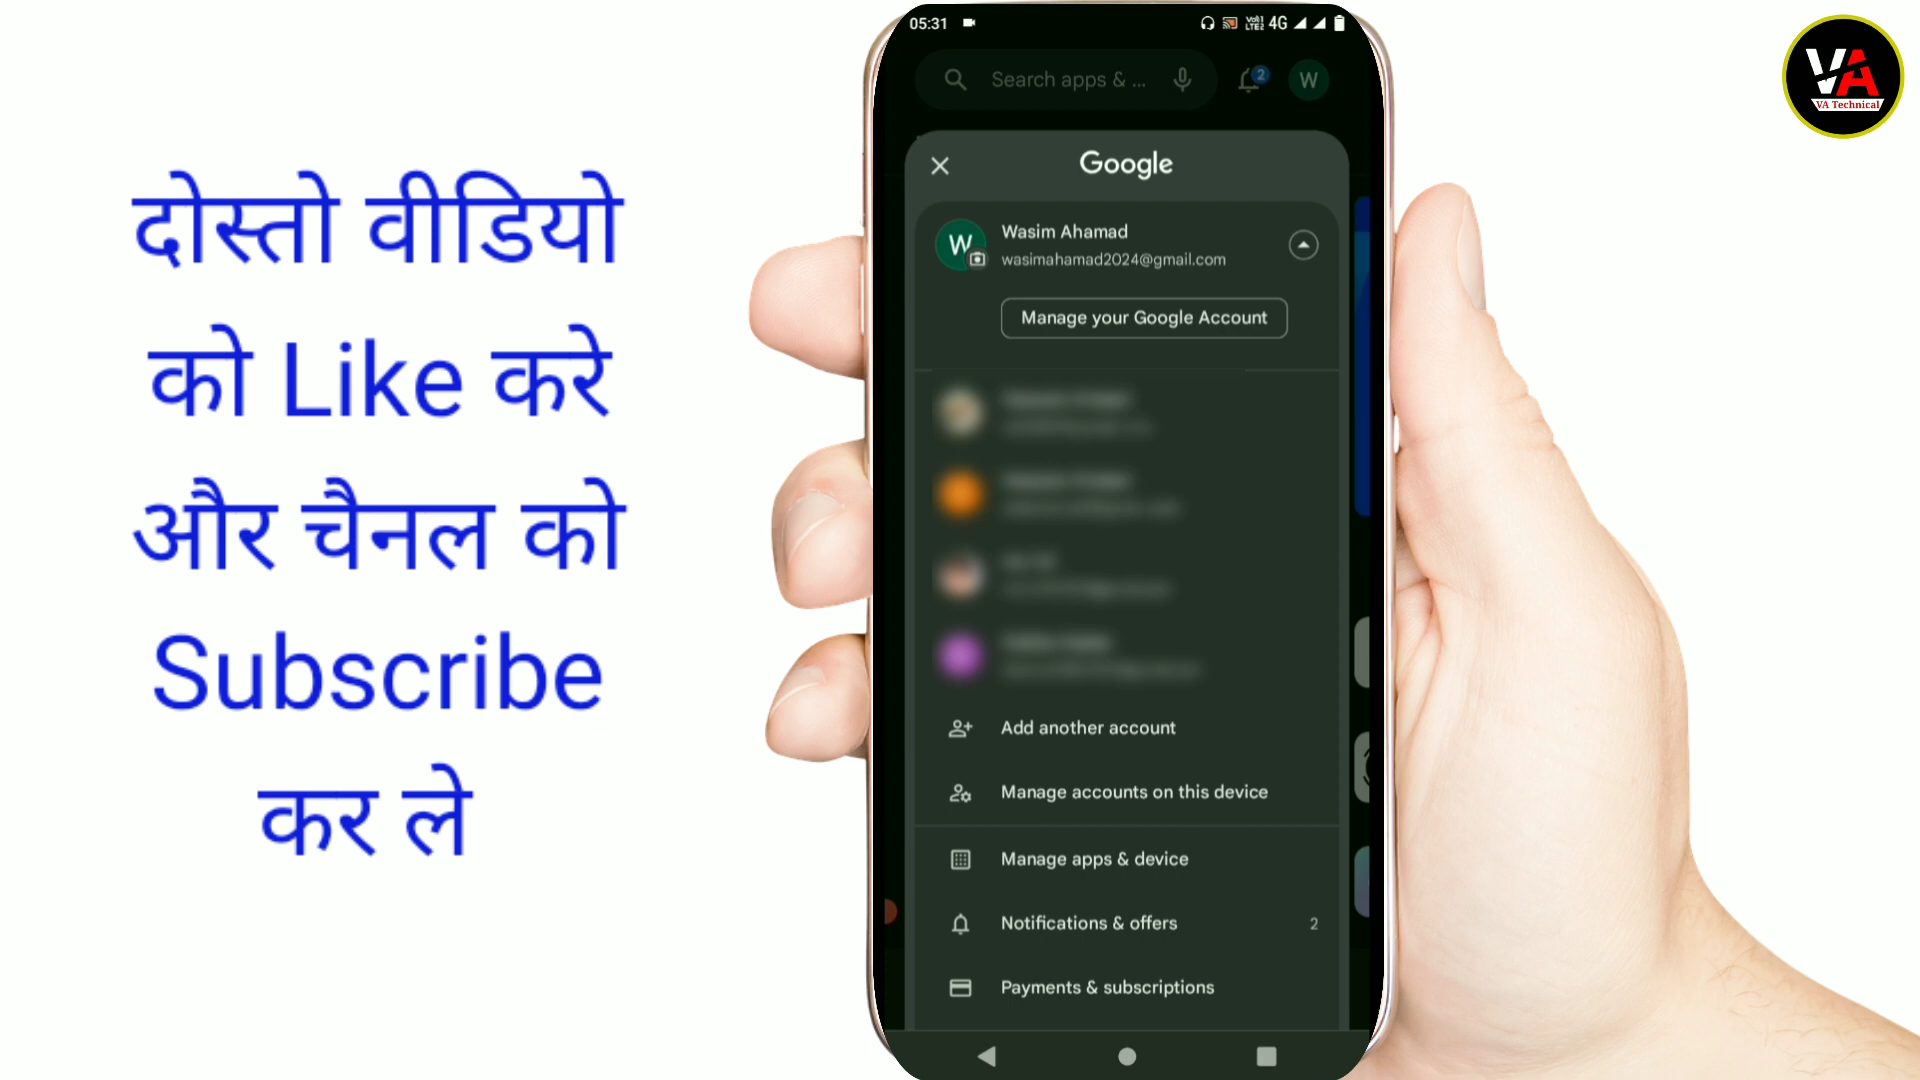 दोस्तो वीडियो
को Like करे
और चैनल को
Subscribe
कर ले
05:31
Vo)) LTE2 4G
Search apps & ...
2
W
Google
W
Wasim Ahamad
wasimahamad2024@gmail.com
Manage your Google Account
Add another account
Manage accounts on this device
Manage apps & device
Notifications & offers 2
Payments & subscriptions
VA
VA Technical